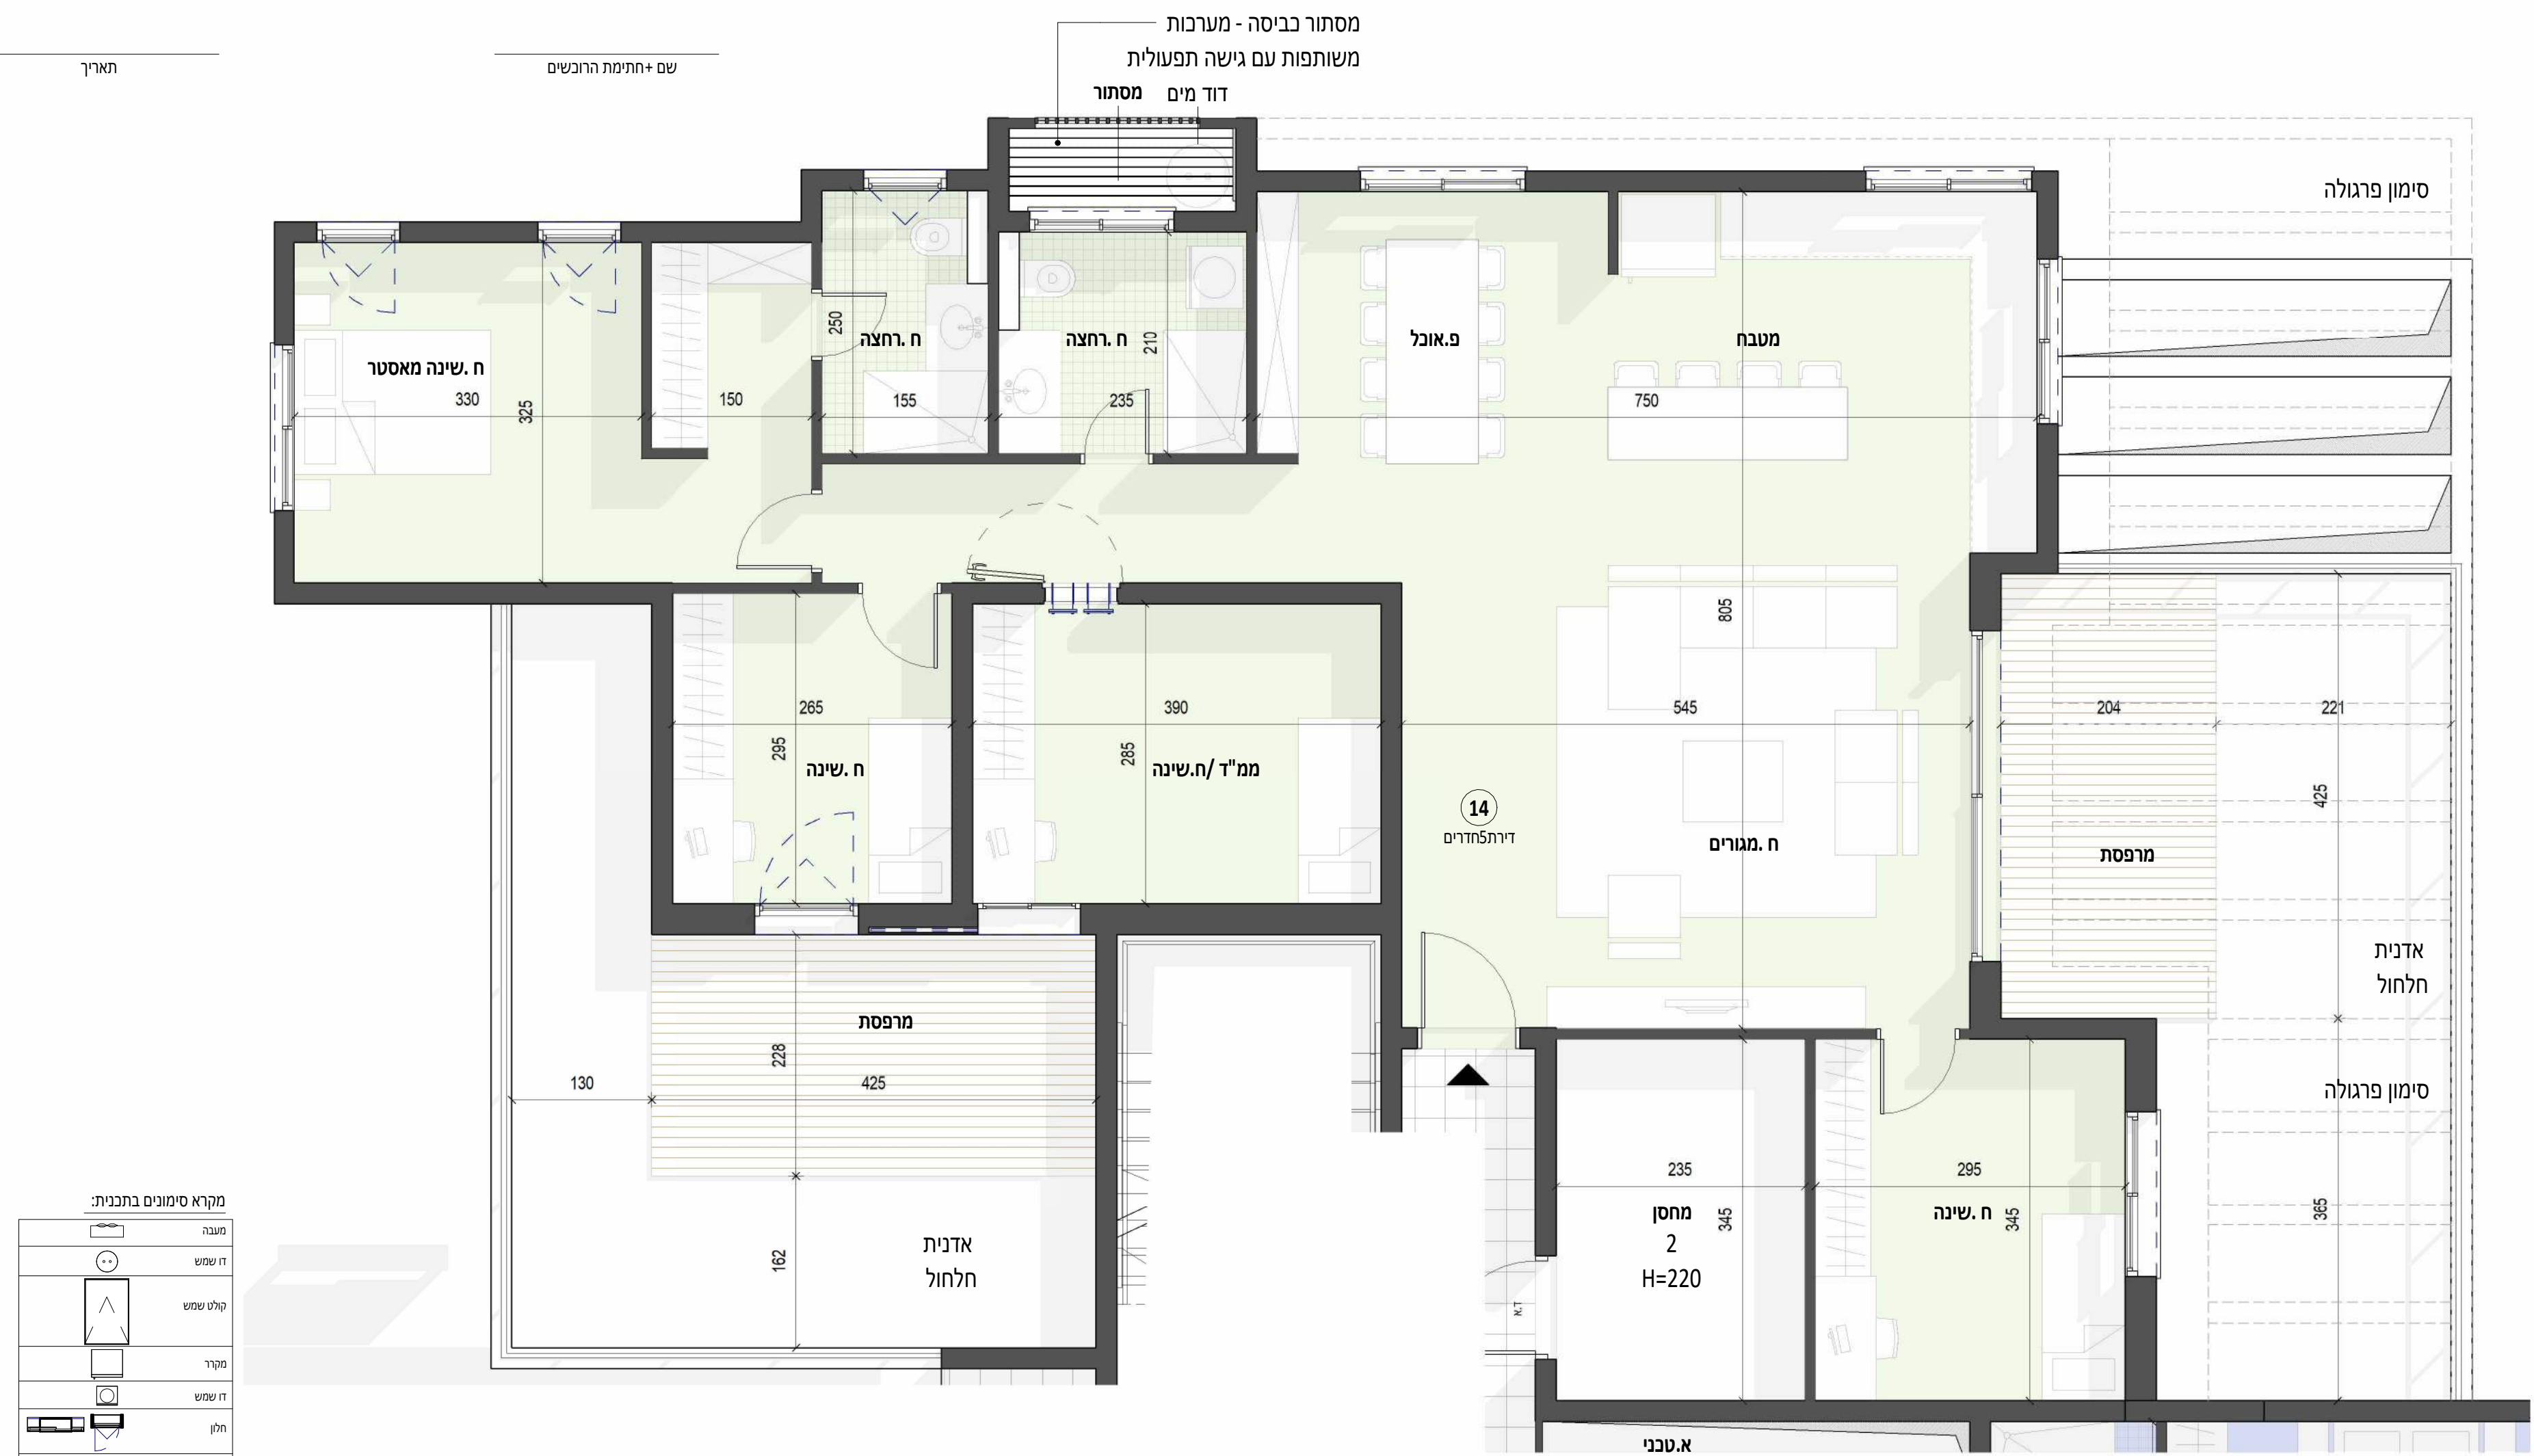 מסתור כביסה - מערכות
משותפות עם גישה תפעולית
דוד מים
מסתור
שם +חתימת הרוכשים
תאריך
סימון פרגולה
ח .שינה מאסטר
330
325
150
250
ח .רחצה
155
ח .רחצה
210
235
פ.אוכל
מטבח
750
805
265
295
ח .שינה
390
285
ממ"ד /ח.שינה
545
14
דירת5חדרים
ח .מגורים
204
221
425
מרפסת
אדנית
חלחול
סימון פרגולה
365
מרפסת
228
425
130
162
אדנית
חלחול
235
מחסן
2
H=220
345
295
ח .שינה
345
ד.א
א.טכני
מקרא סימונים בתכנית:
מעבה
דו שמש
קולט שמש
מקרר
דו שמש
חלון